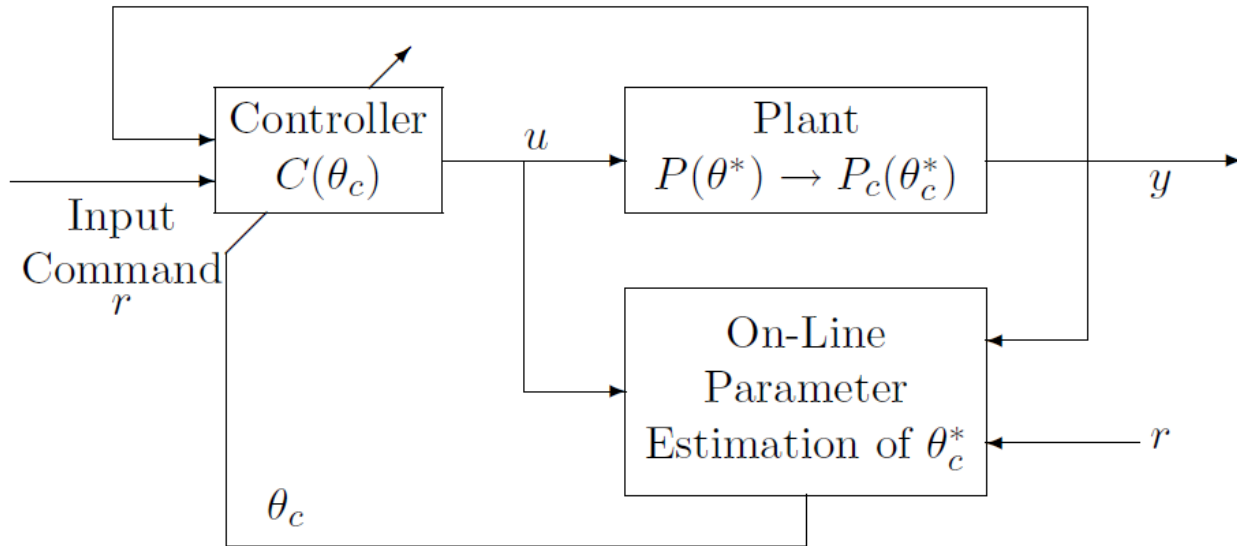 Controller
C(θ_c)
Input
Command
r
u
Plant
P(θ*) → P_c(θ_c*)
y
On-Line
Parameter
Estimation of θ_c*
r
θ_c